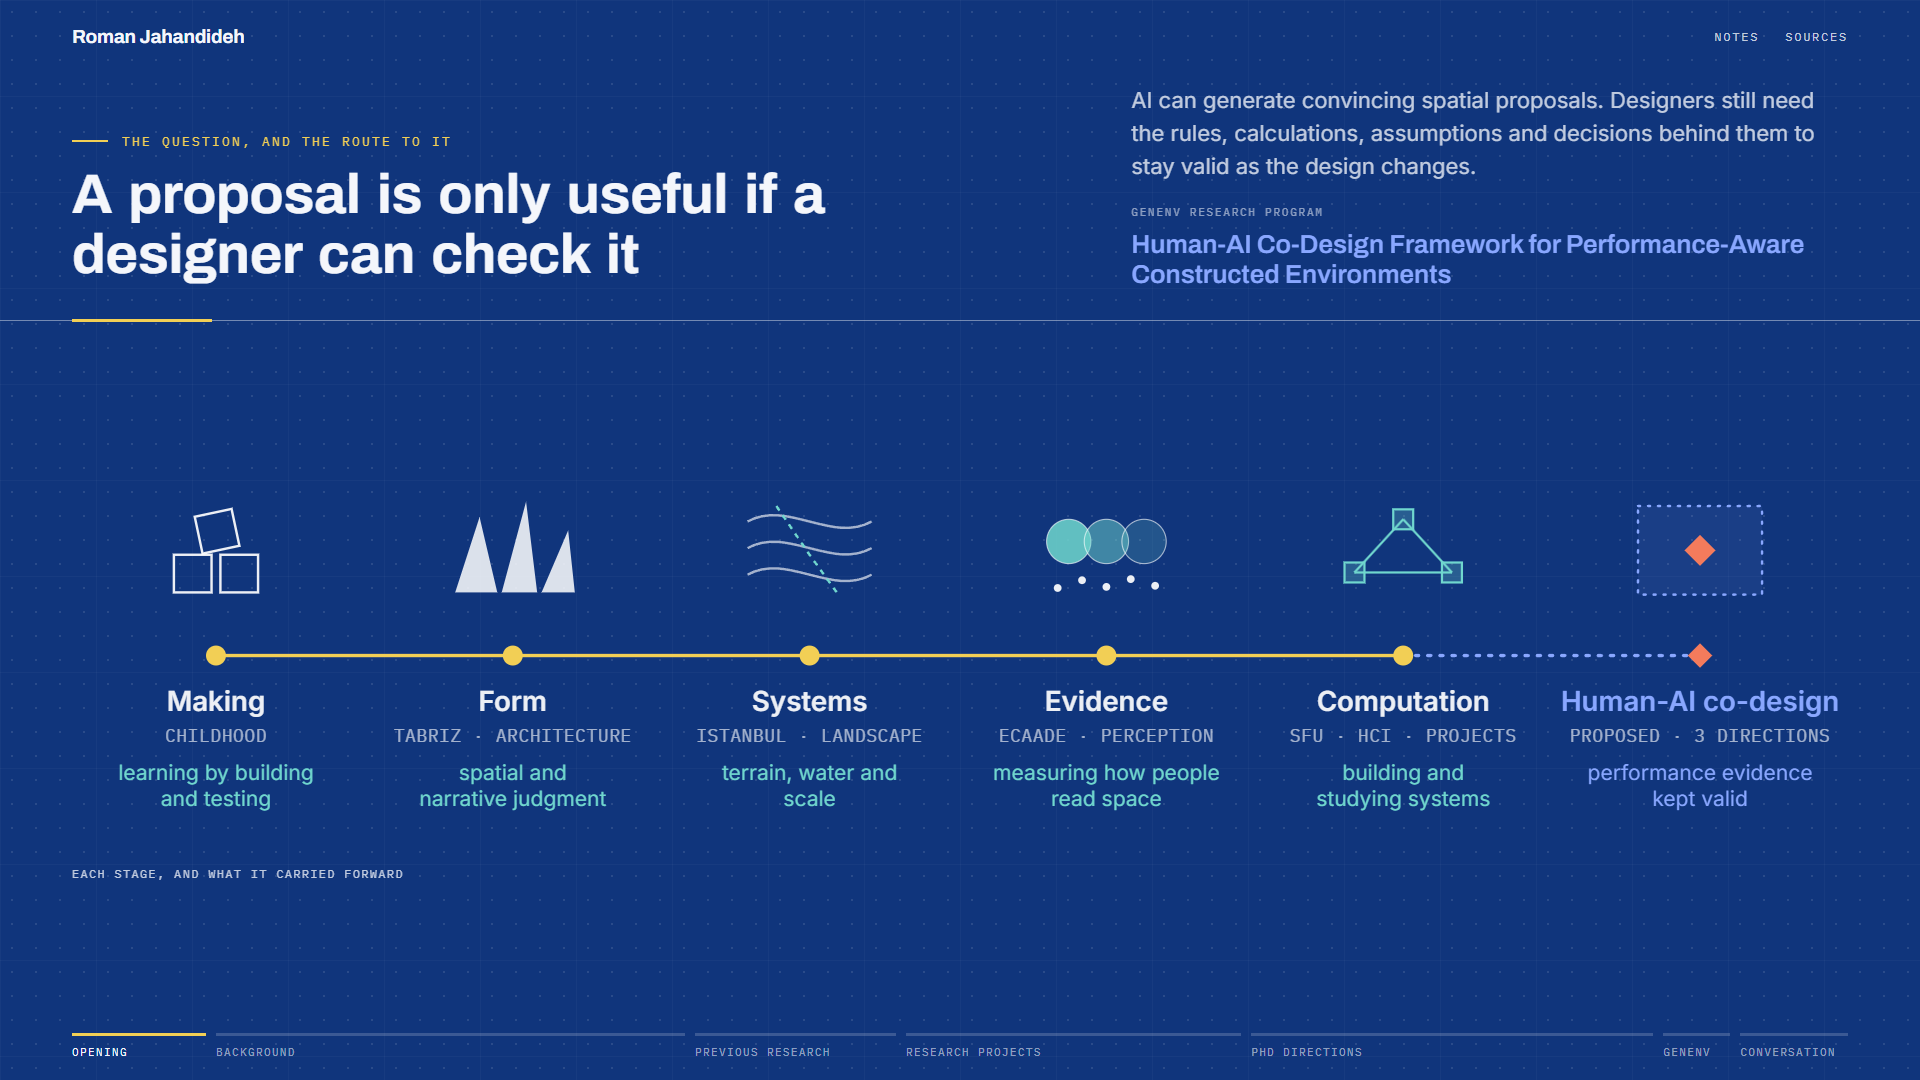 Roman Jahandideh
NOTES
SOURCES
THE QUESTION, AND THE ROUTE TO IT
A proposal is only useful if a
designer can check it
AI can generate convincing spatial proposals. Designers still need
the rules, calculations, assumptions and decisions behind them to
stay valid as the design changes.
GENENV RESEARCH PROGRAM
Human-AI Co-Design Framework for Performance-Aware
Constructed Environments
Making
CHILDHOOD
learning by building
and testing
Form
TABRIZ · ARCHITECTURE
spatial and
narrative judgment
Systems
ISTANBUL · LANDSCAPE
terrain, water and
scale
Evidence
ECAADE · PERCEPTION
measuring how people
read space
Computation
SFU · HCI · PROJECTS
building and
studying systems
Human-AI co-design
PROPOSED · 3 DIRECTIONS
performance evidence
kept valid
EACH STAGE, AND WHAT IT CARRIED FORWARD
OPENING
BACKGROUND
PREVIOUS RESEARCH
RESEARCH PROJECTS
PHD DIRECTIONS
GENENV
CONVERSATION